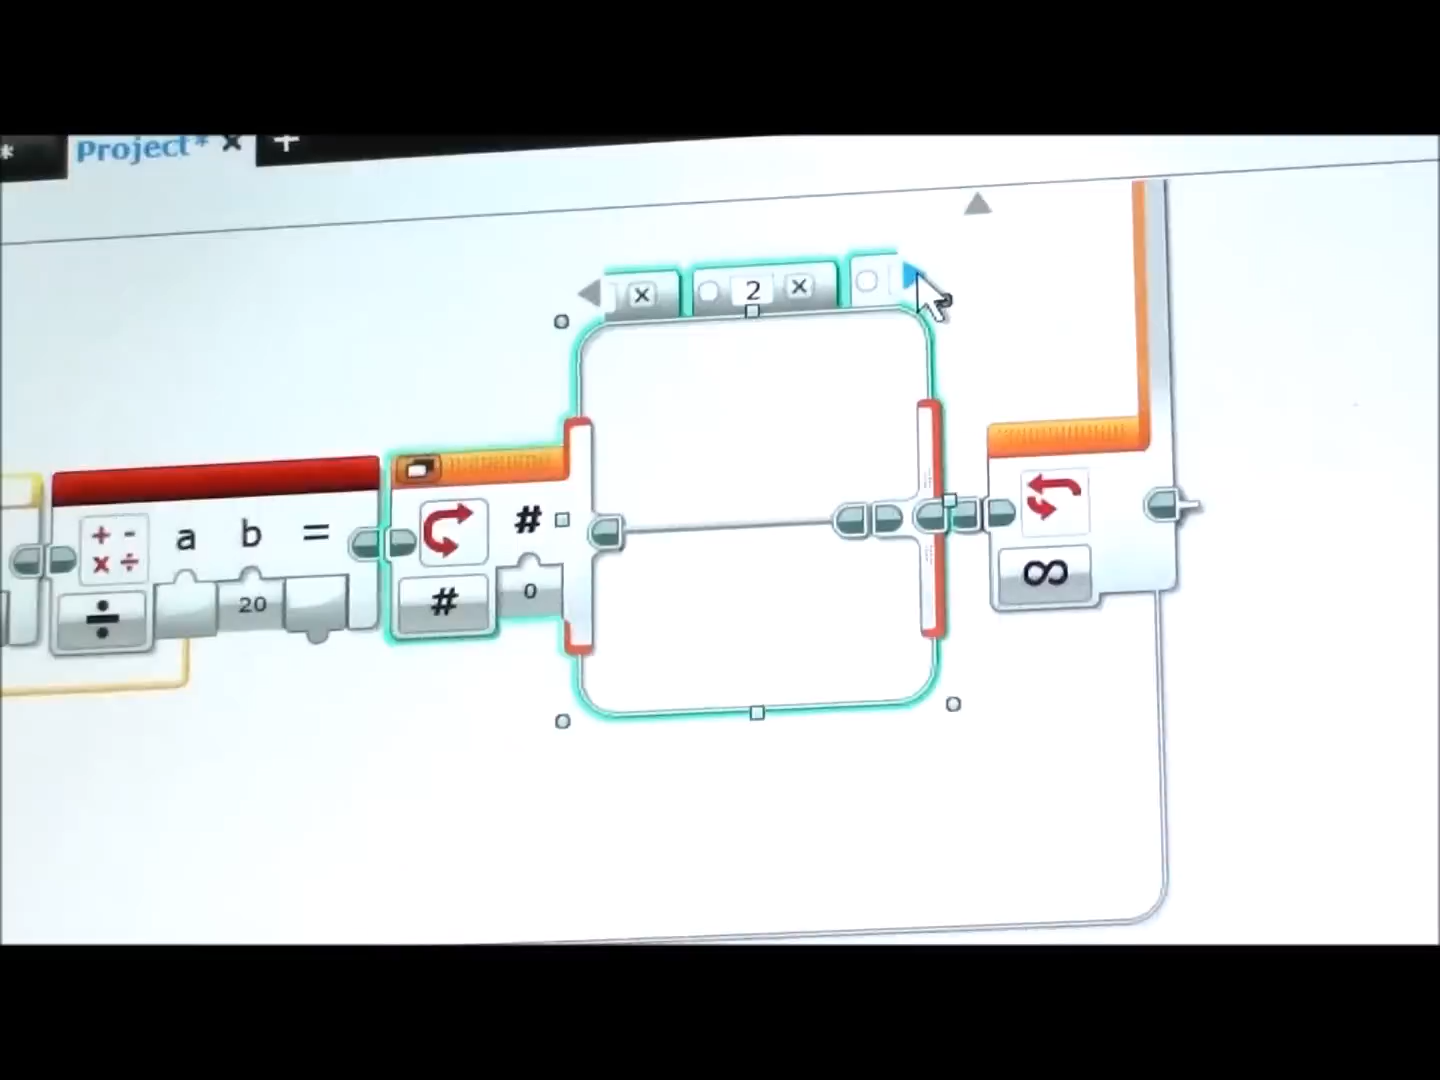 * Project* x +
x 2 x
+ - a b = #
x ÷
÷ 20 # 0 ∞